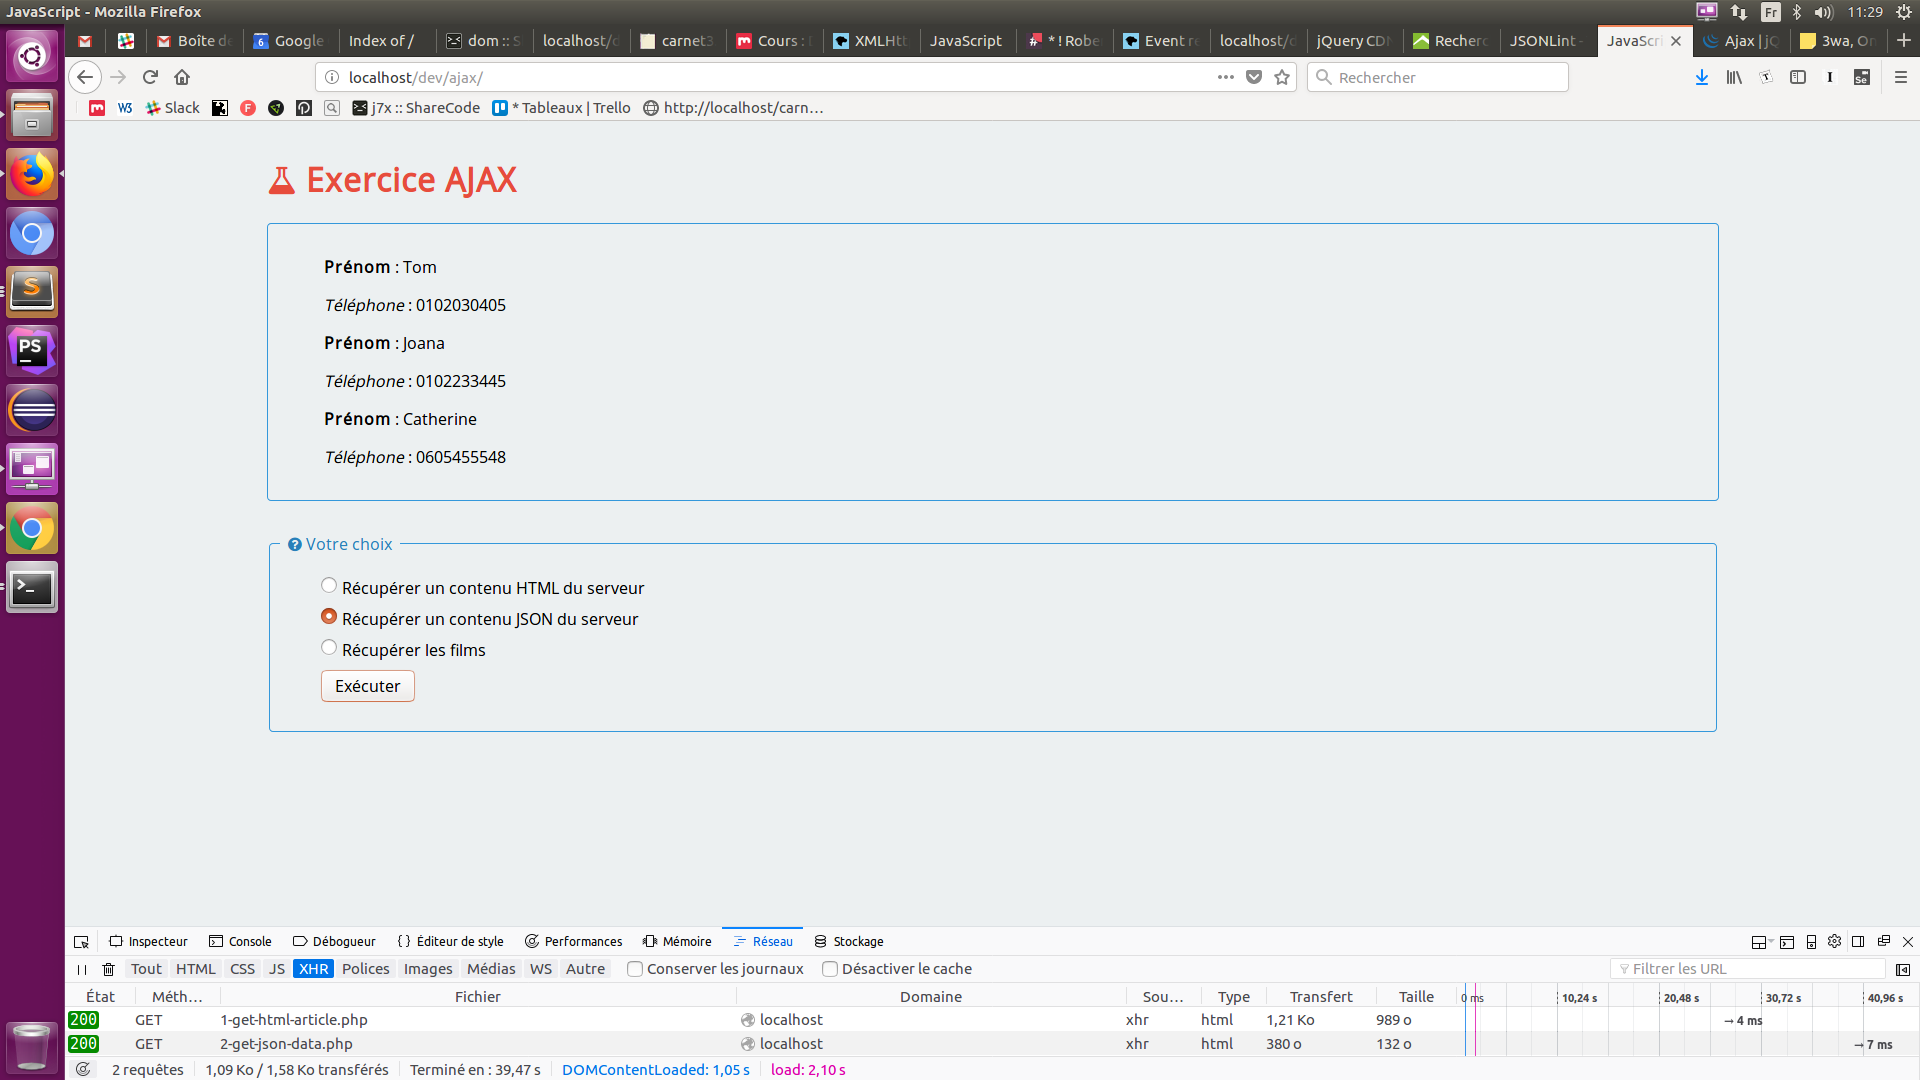 JavaScript - Mozilla Firefox
Fr
11:29
Boîte de
6 Google
Index of /
dom :: S
localhost/d
carnet3
Cours : D
XMLHtt
JavaScript
* ! Robe
Event re
localhost/d
jQuery CDN
Recherc
JSONLint -
JavaScri
Ajax | jQ
3wa, On
localhost/dev/ajax/
Rechercher
W3
Slack
j7x :: ShareCode
* Tableaux | Trello
http://localhost/carn…
Exercice AJAX
Prénom : Tom
Téléphone : 0102030405
Prénom : Joana
Téléphone : 0102233445
Prénom : Catherine
Téléphone : 0605455548
Votre choix
Récupérer un contenu HTML du serveur
Récupérer un contenu JSON du serveur
Récupérer les films
Exécuter
PS
Inspecteur
Console
Débogueur
Éditeur de style
Performances
Mémoire
Réseau
Stockage
Tout HTML CSS JS XHR Polices Images Médias WS Autre
Conserver les journaux
Désactiver le cache
Filtrer les URL
État Méth… Fichier Domaine Sou… Type Transfert Taille 0 ms 10,24 s 20,48 s 30,72 s 40,96 s
200 GET 1-get-html-article.php localhost xhr html 1,21 Ko 989 o → 4 ms
200 GET 2-get-json-data.php localhost xhr html 380 o 132 o → 7 ms
2 requêtes 1,09 Ko / 1,58 Ko transférés Terminé en : 39,47 s DOMContentLoaded: 1,05 s load: 2,10 s